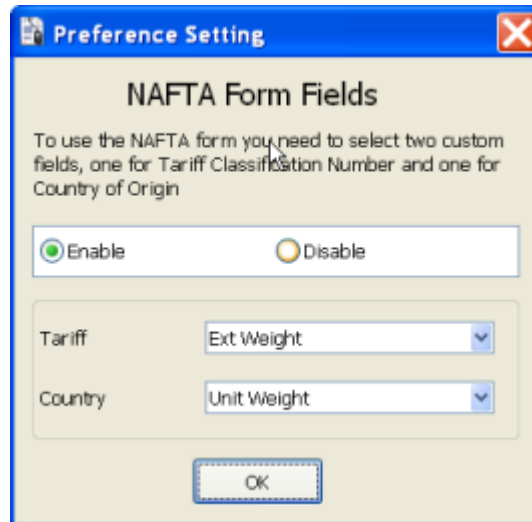 Preference Setting
NAFTA Form Fields
To use the NAFTA form you need to select two custom
fields, one for Tariff Classification Number and one for
Country of Origin
Enable Disable
Tariff Ext Weight
Country Unit Weight
OK